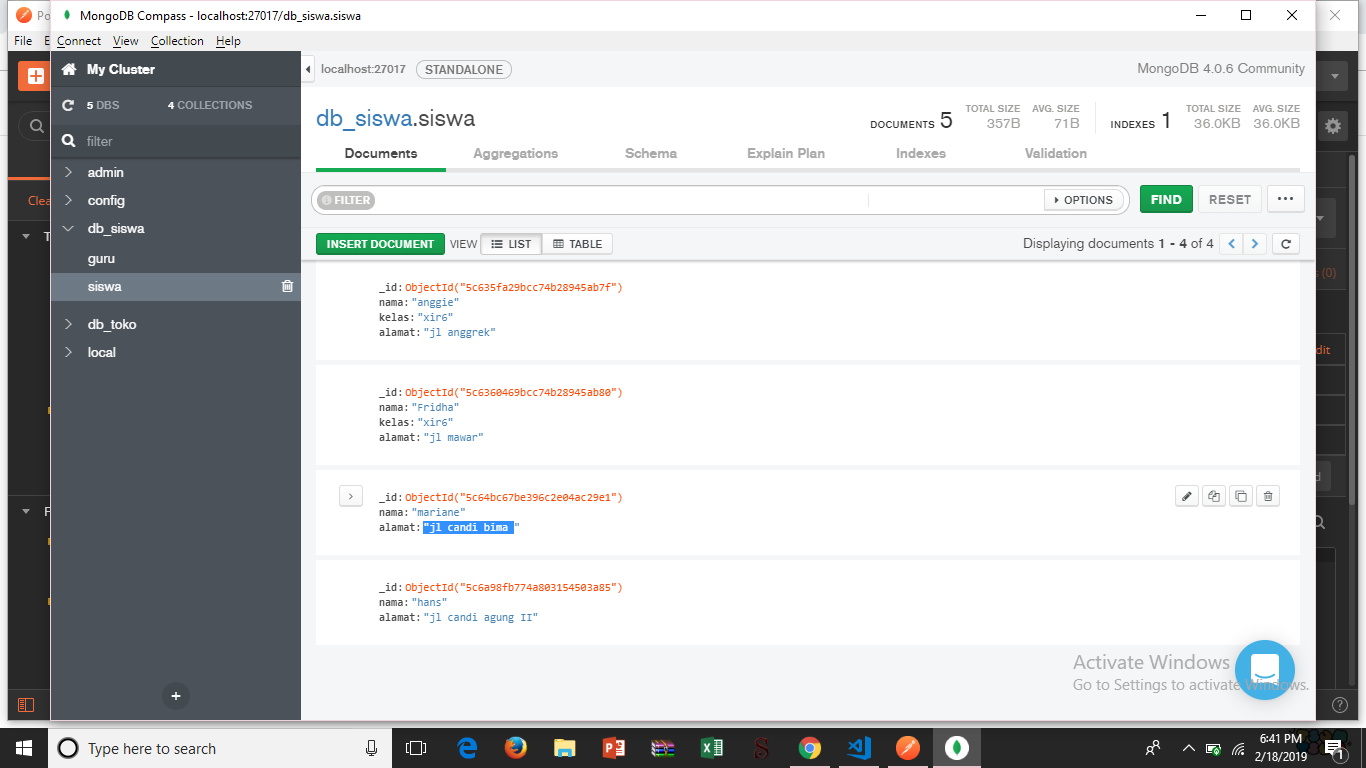 Pd
MongoDB Compass - localhost:27017/db_siswa.siswa
File E Connect View Collection Help
My Cluster
localhost:27017 STANDALONE MongoDB 4.0.6 Community
5 DBS 4 COLLECTIONS
db_siswa.siswa
DOCUMENTS 5 TOTAL SIZE 357B AVG. SIZE 71B INDEXES 1 TOTAL SIZE 36.0KB AVG. SIZE 36.0KB
filter
Documents Aggregations Schema Explain Plan Indexes Validation
admin
config
db_siswa
guru
siswa
db_toko
local
Clea
T
F
FILTER OPTIONS FIND RESET ...
INSERT DOCUMENT VIEW LIST TABLE Displaying documents 1 - 4 of 4
_id:ObjectId("5c635fa29bcc74b28945ab7f")
nama:"anggie"
kelas:"xir6"
alamat:"jl anggrek"
_id:ObjectId("5c6360469bcc74b28945ab80")
nama:"Fridha"
kelas:"xir6"
alamat:"jl mawar"
_id:ObjectId("5c64bc67be396c2e04ac29e1")
nama:"mariane"
alamat:"jl candi bima "
_id:ObjectId("5c6a98fb774a803154503a85")
nama:"hans"
alamat:"jl candi agung II"
s (0)
dit
d
Activate Windows
Go to Settings to activate Windows.
Type here to search
6:41 PM
2/18/2019
1